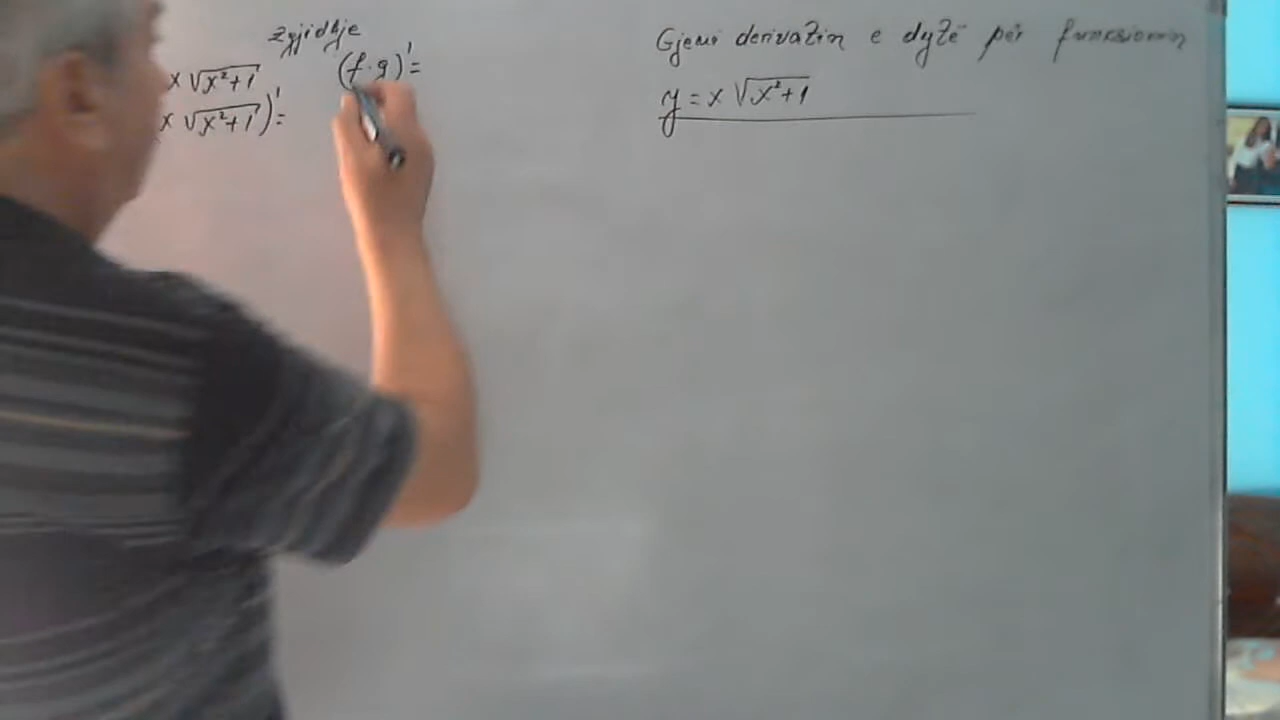 zgjidhje
x √x²+1
x √x²+1)' =
(f·g)' =
Gjeni derivatin e dytë për funksionin
y = x √x²+1